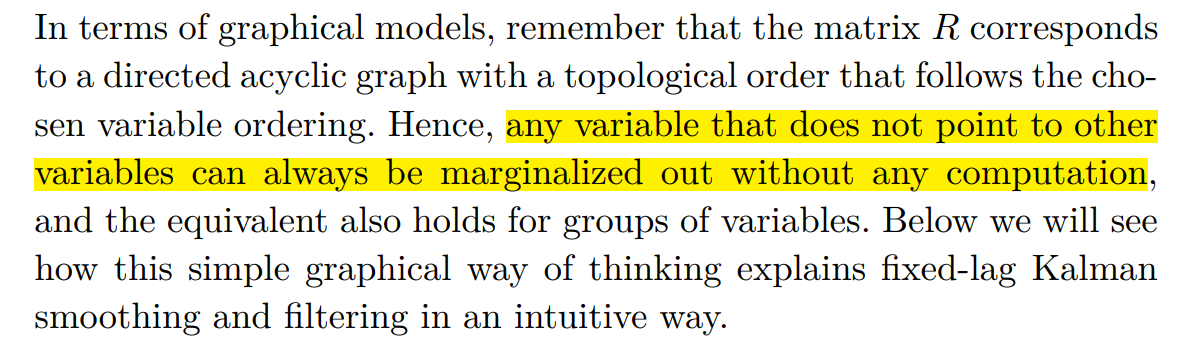 In terms of graphical models, remember that the matrix R corresponds
to a directed acyclic graph with a topological order that follows the cho-
sen variable ordering. Hence, any variable that does not point to other
variables can always be marginalized out without any computation,
and the equivalent also holds for groups of variables. Below we will see
how this simple graphical way of thinking explains fixed-lag Kalman
smoothing and filtering in an intuitive way.